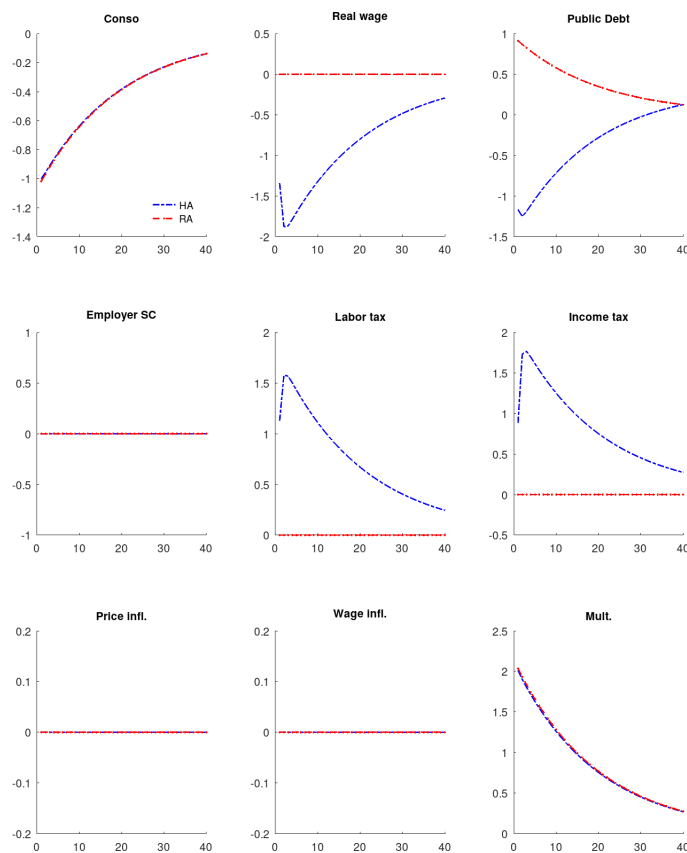 Conso
Real wage
Public Debt
0
-0.2
-0.4
-0.6
-0.8
-1
-1.2
-1.4
0 10 20 30 40
HA
RA
0.5
0
-0.5
-1
-1.5
-2
0 10 20 30 40
1
0.5
0
-0.5
-1
-1.5
0 10 20 30 40
Employer SC
Labor tax
Income tax
1
0.5
0
-0.5
-1
0 10 20 30 40
2
1.5
1
0.5
0
0 10 20 30 40
2
1.5
1
0.5
0
-0.5
0 10 20 30 40
Price infl.
Wage infl.
Mult.
0.2
0.1
0
-0.1
-0.2
0 10 20 30 40
0.2
0.1
0
-0.1
-0.2
0 10 20 30 40
2.5
2
1.5
1
0.5
0
0 10 20 30 40